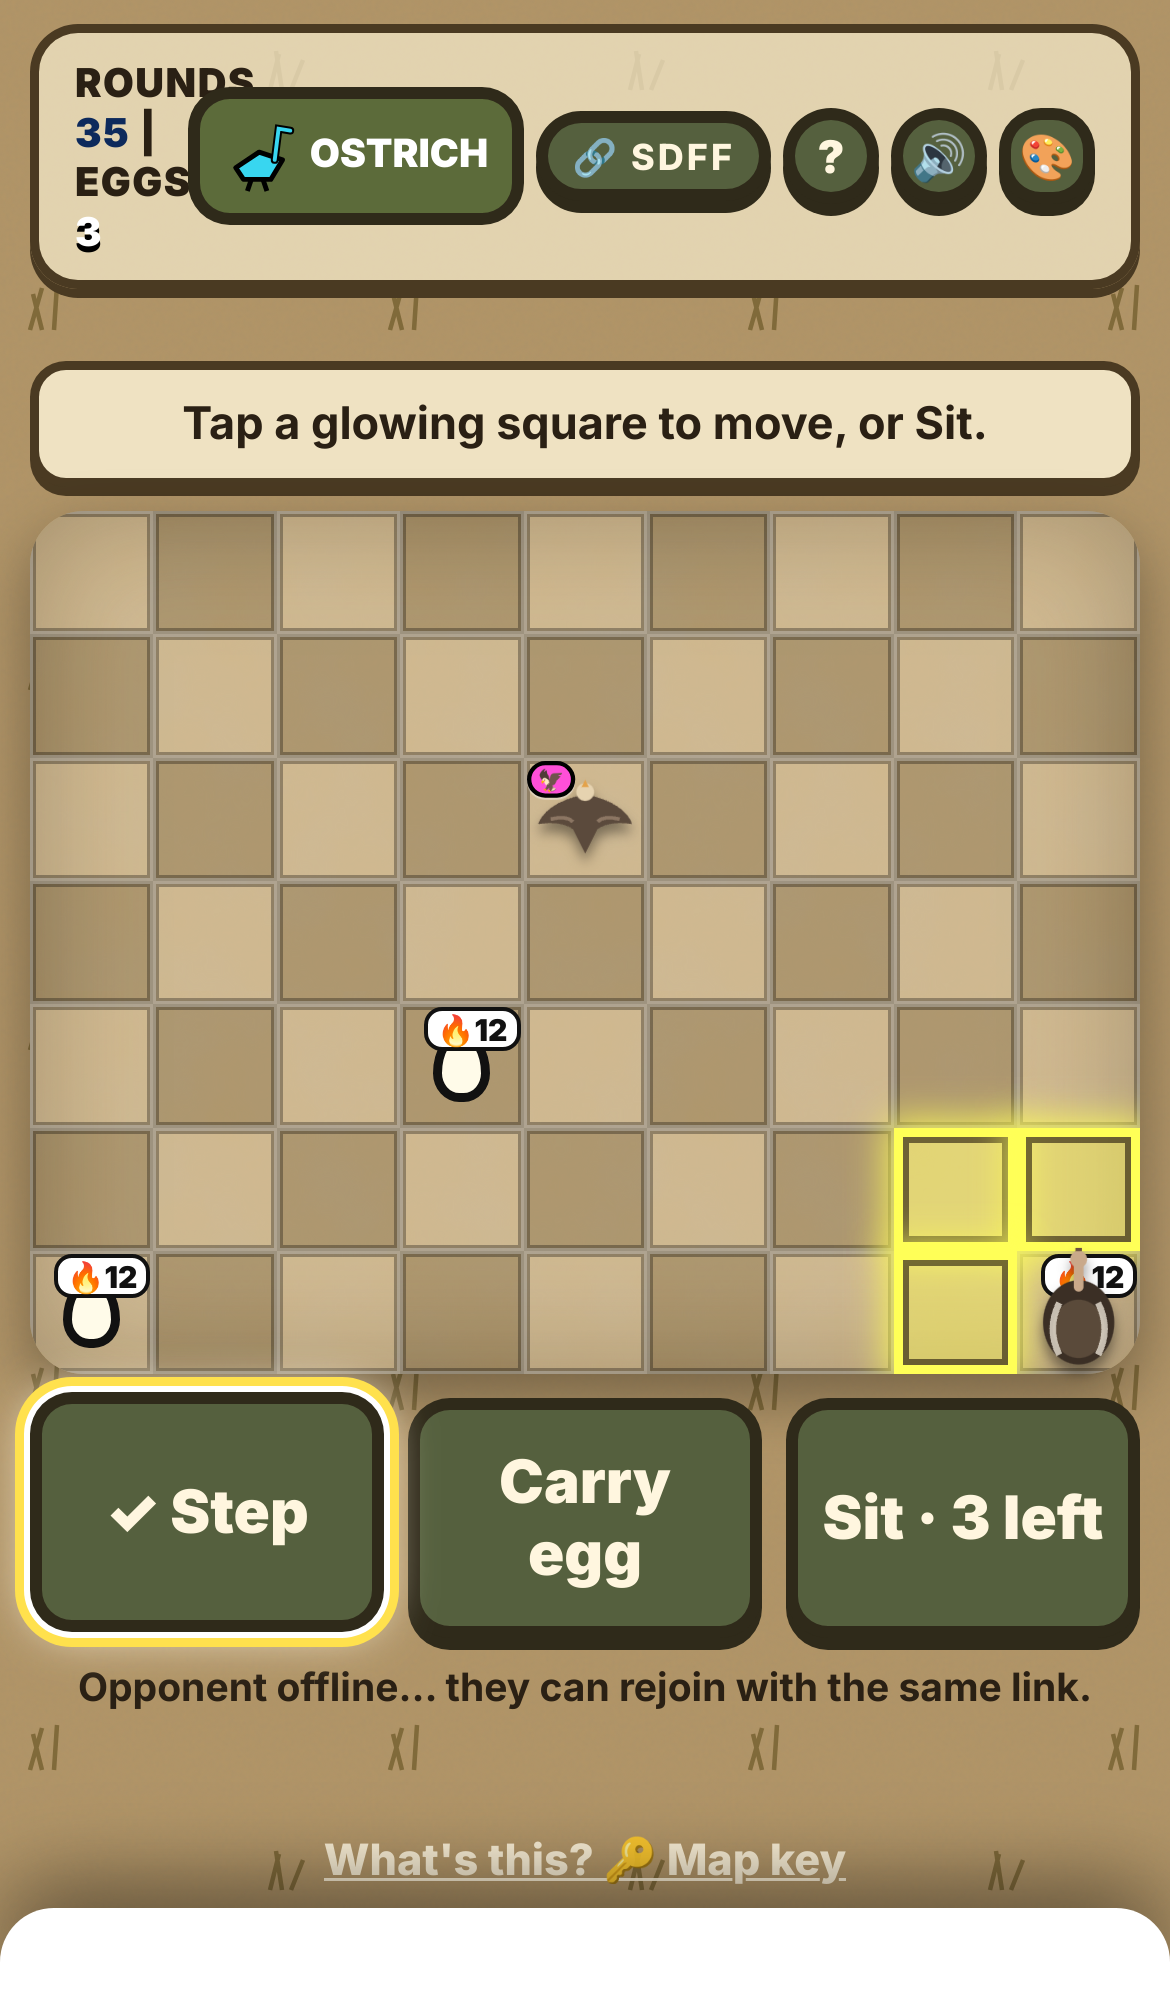 ROUNDS
35 |
EGGS
3
OSTRICH
SDFF
?
Tap a glowing square to move, or Sit.
12
12
12
✓ Step
Carry
egg
Sit · 3 left
Opponent offline... they can rejoin with the same link.
What's this? 🔑 Map key